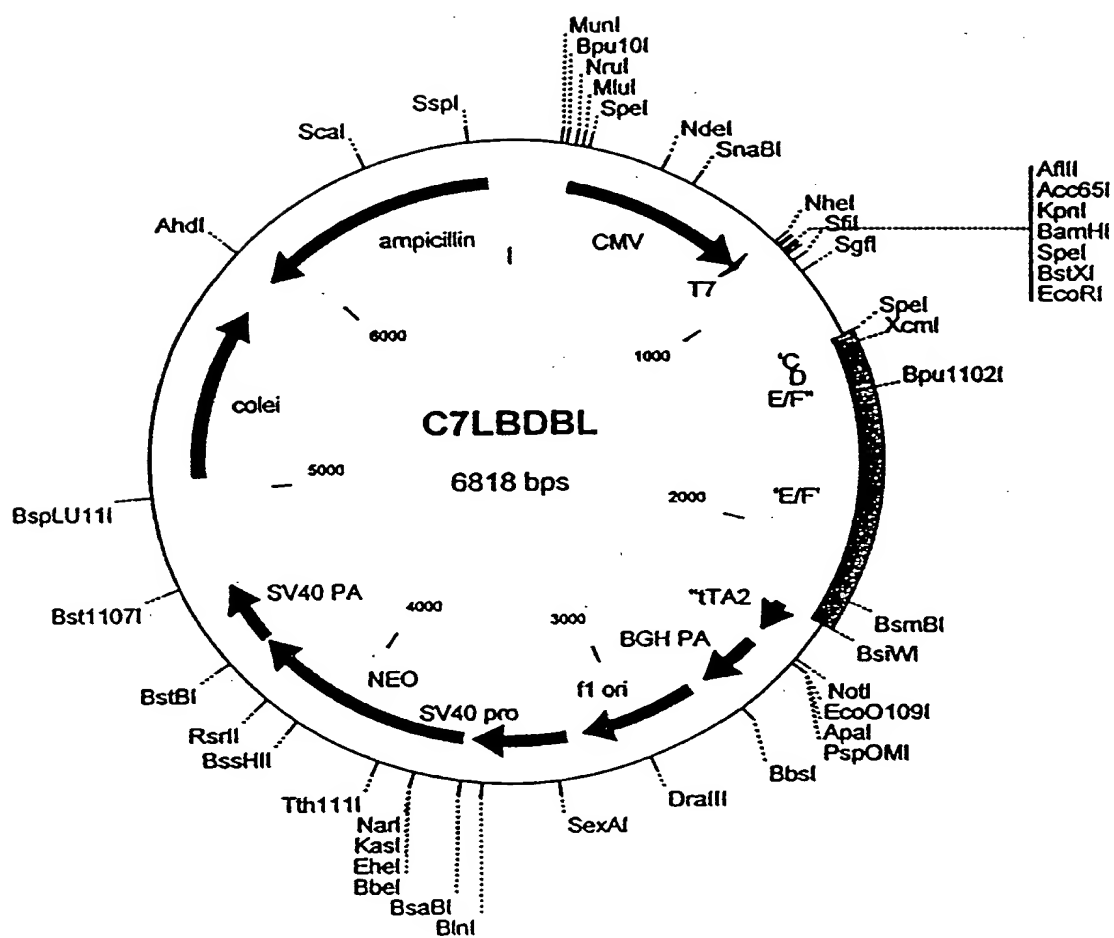 MunI
Bpu10I
NruI
MluI
SpeI
NdeI
SnaBI
NheI
SfiI
SgfI
AflII
Acc65I
KpnI
BamHI
SpeI
BstXI
EcoRI
SpeI
XcmI
Bpu1102I
BsmBI
BsiWI
NotI
EcoO109I
ApaI
PspOMI
BbsI
DraIII
SexAI
BlnI
BsaBI
BbeI
EheI
KasI
NarI
Tth111I
BssHII
RsrII
BstBI
Bst1107I
BspLU11I
AhdI
ScaI
SspI
ampicillin
1
CMV
T7
1000
'C
D
E/F"
'E/F'
2000
"tTA2
BGH PA
3000
f1 ori
SV40 pro
NEO
4000
SV40 PA
5000
colei
6000
C7LBDBL
6818 bps